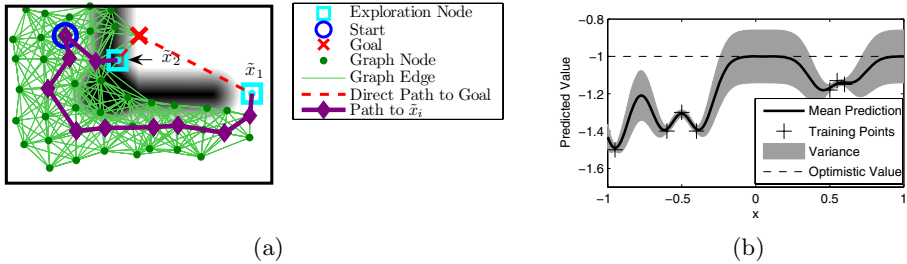 x̃₂
x̃₁
Exploration Node
Start
Goal
Graph Node
Graph Edge
Direct Path to Goal
Path to x̃ᵢ
(a)
Predicted Value
−0.8
−1
−1.2
−1.4
−1.6
Mean Prediction
Training Points
Variance
Optimistic Value
−1 −0.5 0 0.5 1
x
(b)